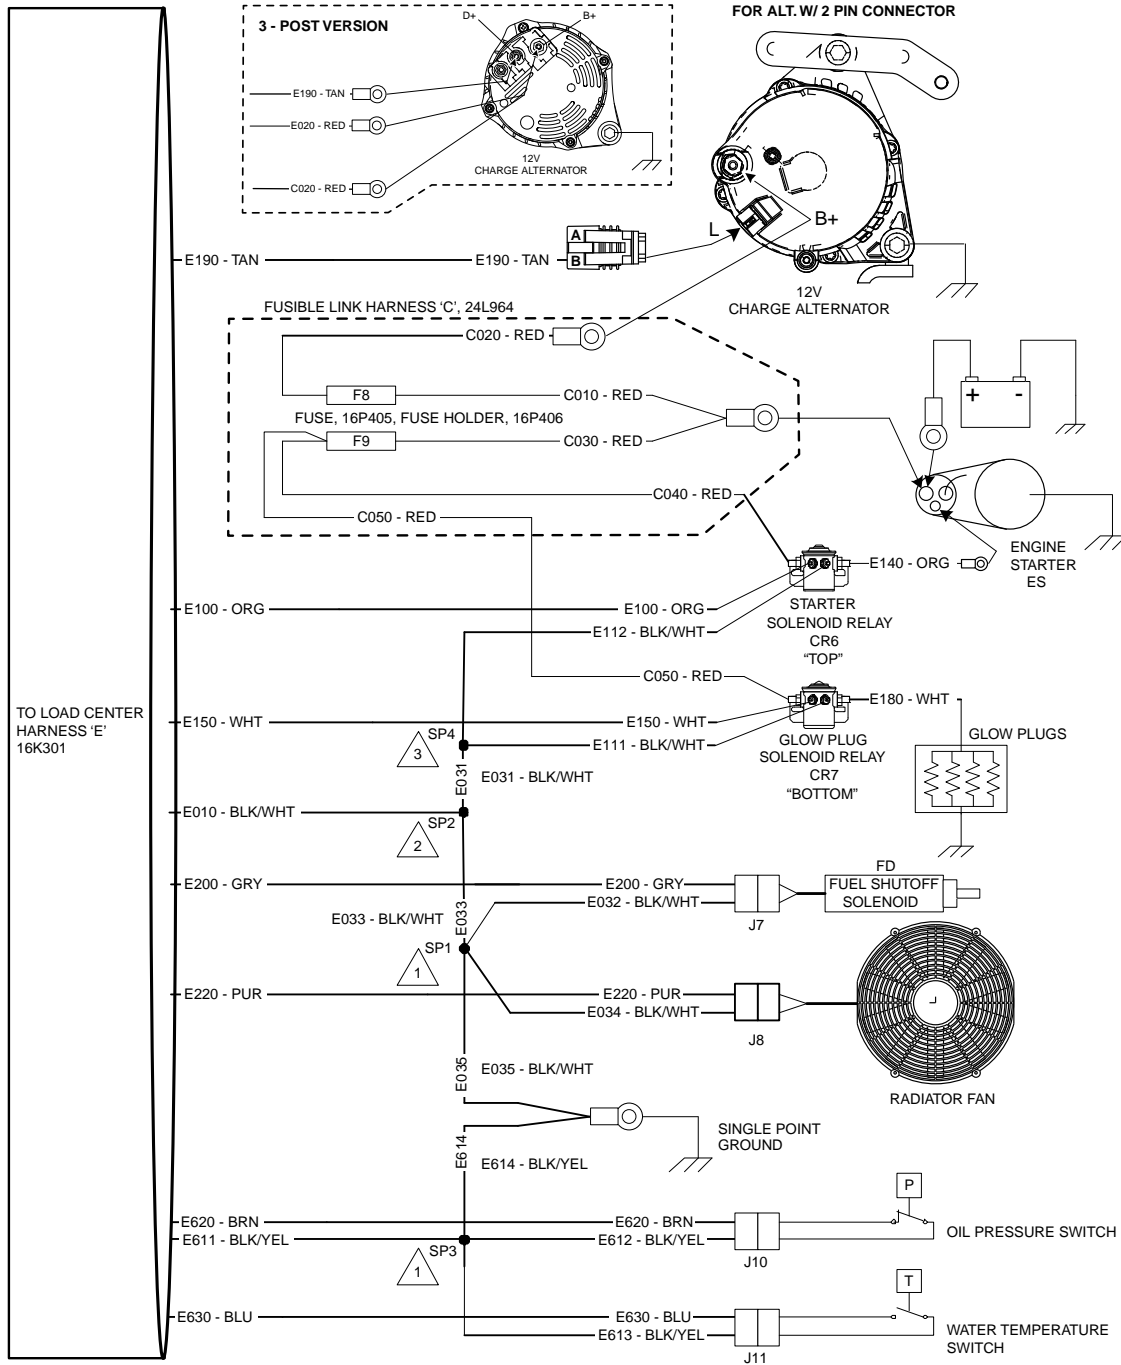 3 - POST VERSION
D+
B+
E190 - TAN
E020 - RED
C020 - RED
12V
CHARGE ALTERNATOR
FOR ALT. W/ 2 PIN CONNECTOR
L
B+
E190 - TAN
E190 - TAN
A
B
12V
CHARGE ALTERNATOR
FUSIBLE LINK HARNESS ‘C’, 24L964
C020 - RED
F8
C010 - RED
FUSE, 16P405, FUSE HOLDER, 16P406
F9
C030 - RED
+
-
C040 - RED
C050 - RED
E140 - ORG
ENGINE
STARTER
ES
E100 - ORG
E100 - ORG
STARTER
SOLENOID RELAY
CR6
“TOP”
E112 - BLK/WHT
C050 - RED
E180 - WHT
TO LOAD CENTER
HARNESS ‘E’
16K301
E150 - WHT
E150 - WHT
SP4
3
E111 - BLK/WHT
GLOW PLUG
SOLENOID RELAY
CR7
“BOTTOM”
GLOW PLUGS
E031
E031 - BLK/WHT
E010 - BLK/WHT
SP2
2
E200 - GRY
E200 - GRY
FD
FUEL SHUTOFF
SOLENOID
E032 - BLK/WHT
J7
E033 - BLK/WHT
E033
SP1
1
E220 - PUR
E220 - PUR
E034 - BLK/WHT
J8
RADIATOR FAN
E035
E035 - BLK/WHT
SINGLE POINT
GROUND
E614
E614 - BLK/YEL
P
E620 - BRN
E620 - BRN
E611 - BLK/YEL
SP3
E612 - BLK/YEL
OIL PRESSURE SWITCH
1
J10
T
E630 - BLU
E630 - BLU
E613 - BLK/YEL
WATER TEMPERATURE
SWITCH
J11